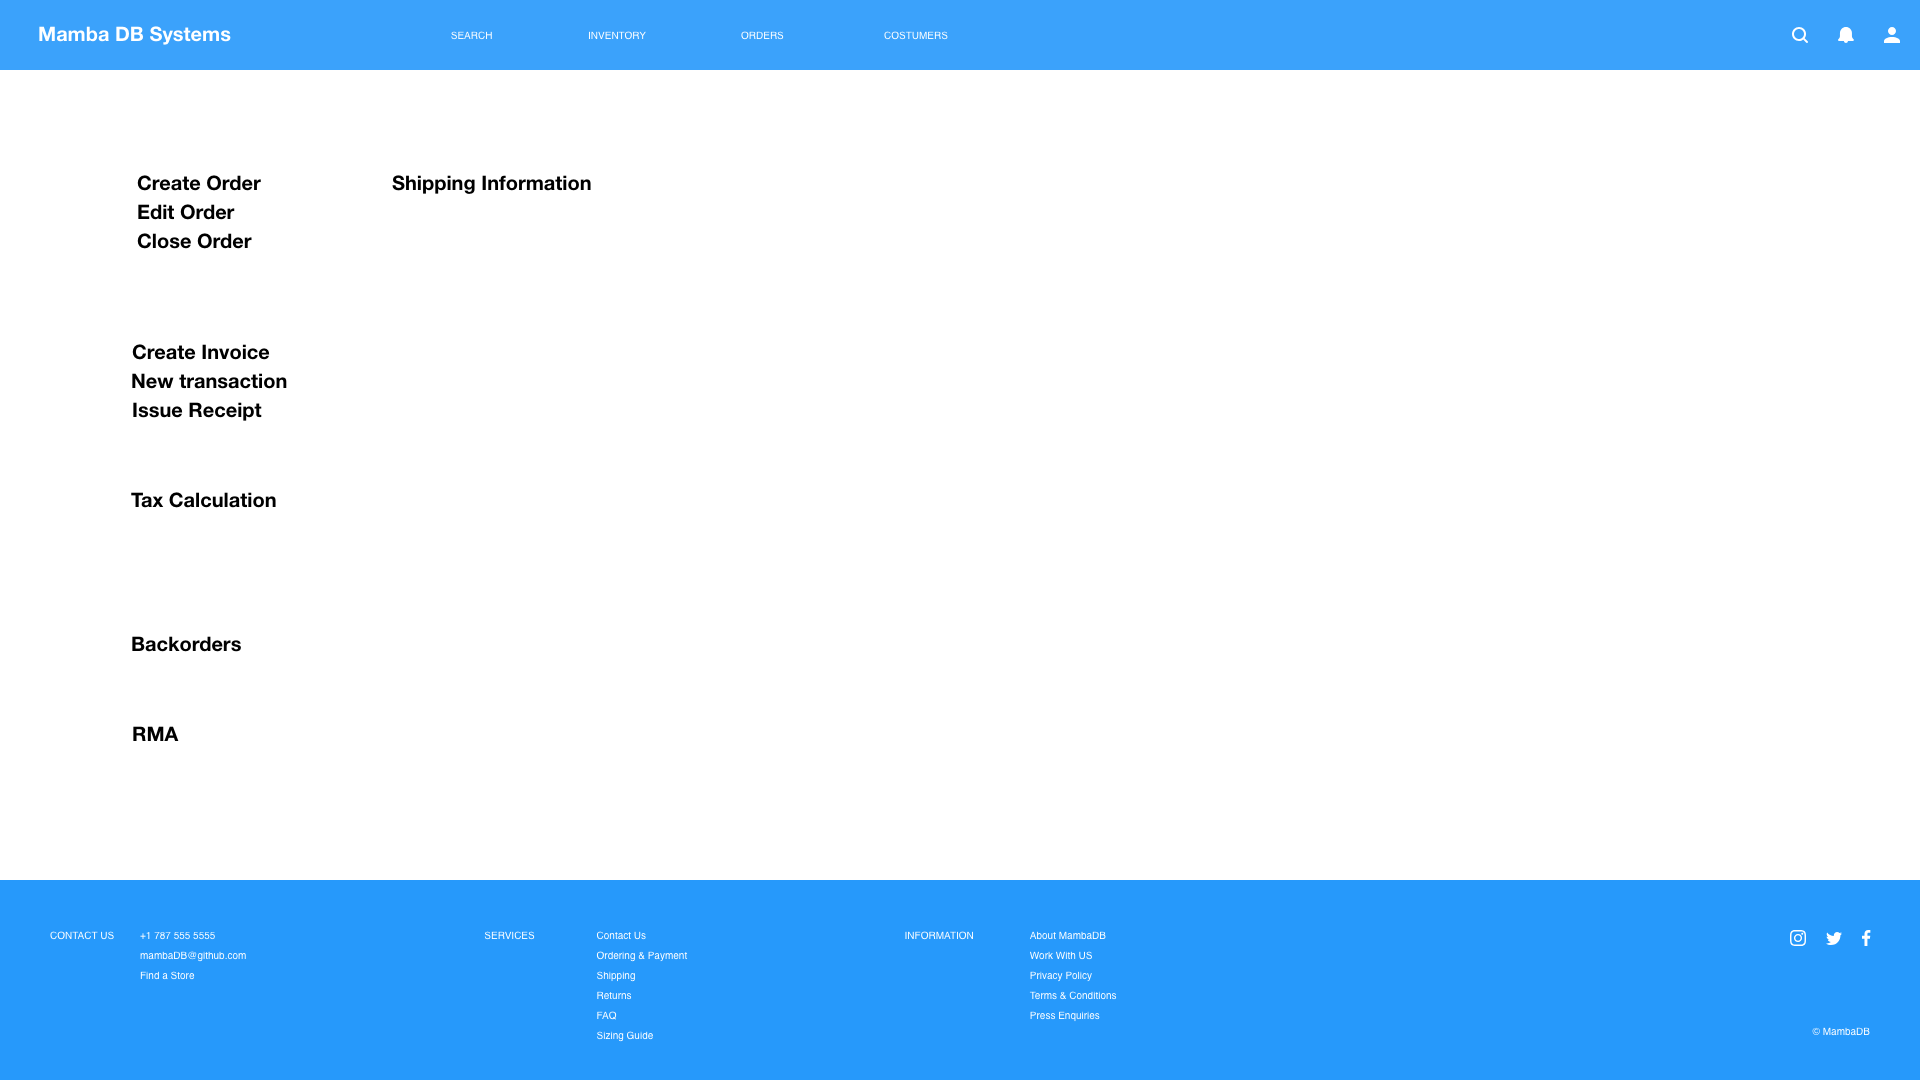 Mamba DB Systems
SEARCH
INVENTORY
ORDERS
COSTUMERS
Create Order
Edit Order
Close Order
Shipping Information
Create Invoice
New transaction
Issue Receipt
Tax Calculation
Backorders
RMA
CONTACT US
+1 787 555 5555
mambaDB@github.com
Find a Store
SERVICES
Contact Us
Ordering & Payment
Shipping
Returns
FAQ
Sizing Guide
INFORMATION
About MambaDB
Work With US
Privacy Policy
Terms & Conditions
Press Enquiries
© MambaDB